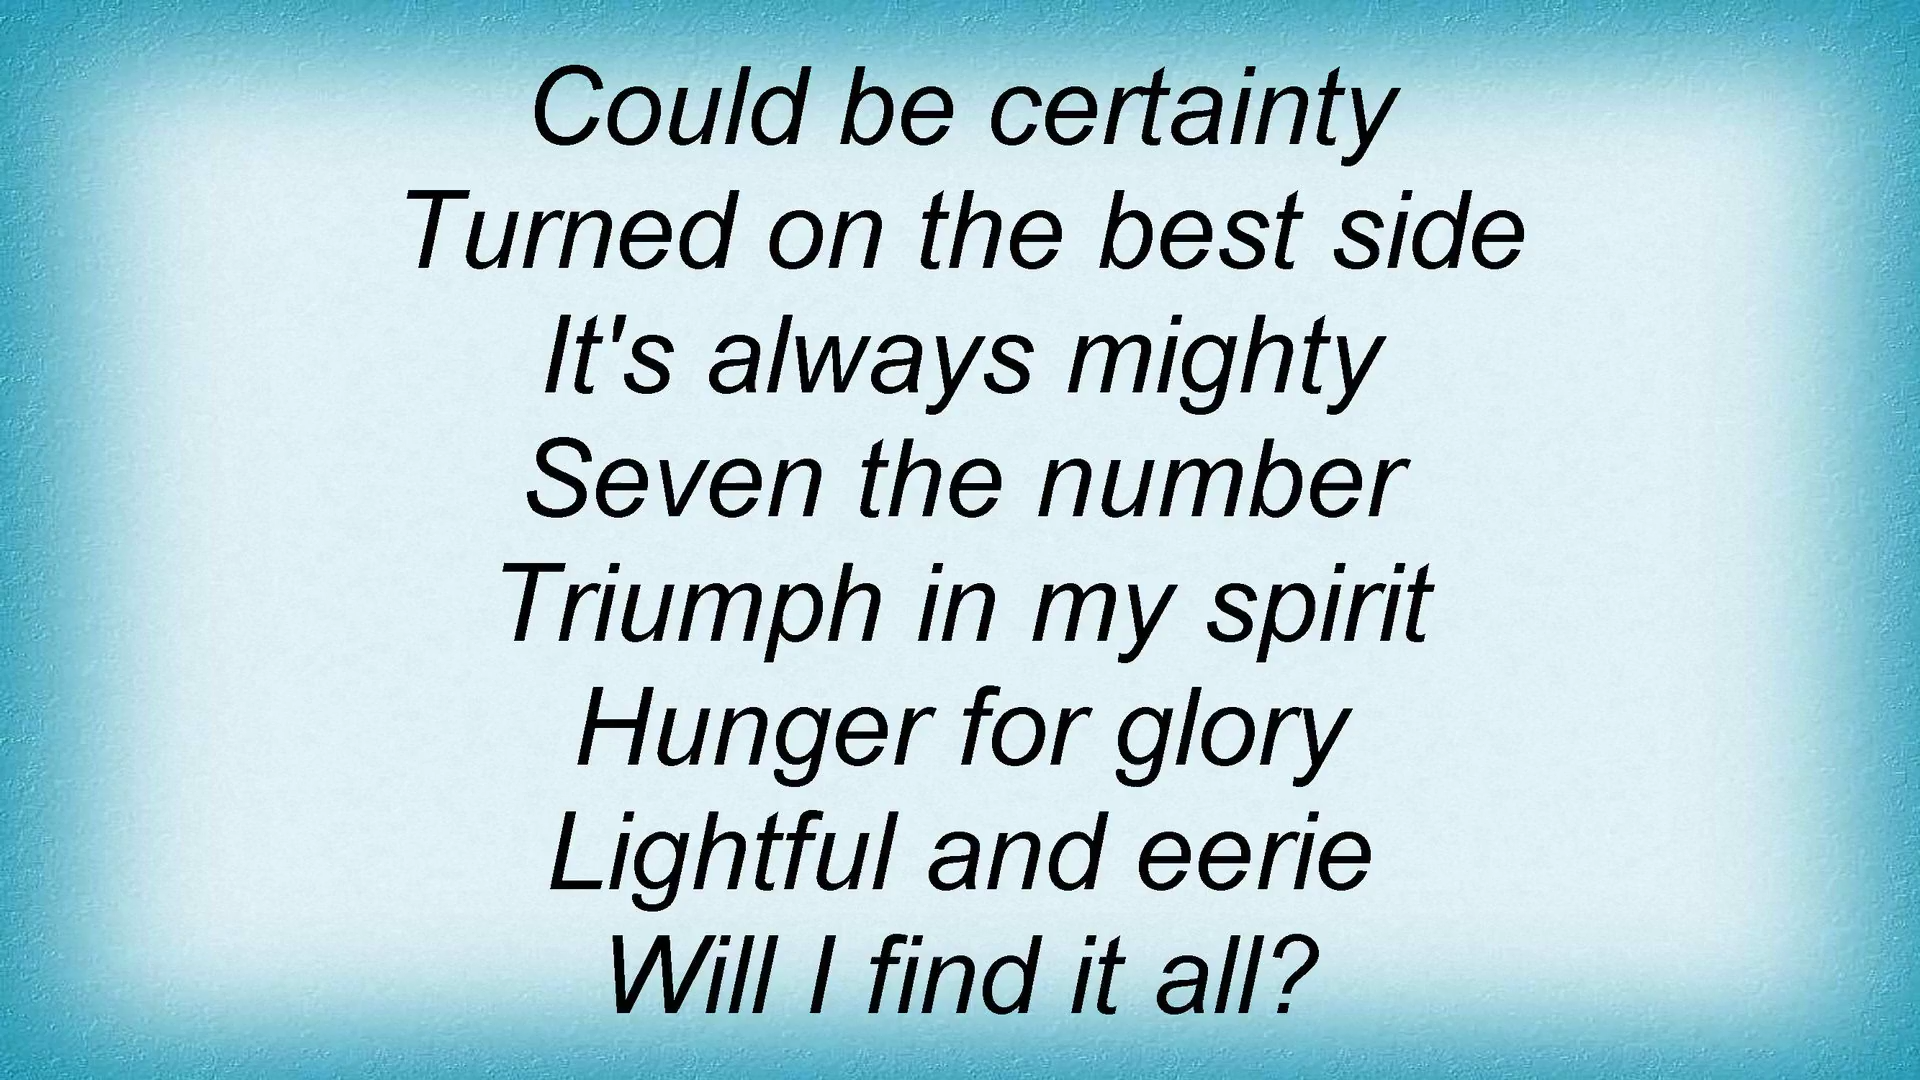 Could be certainty
Turned on the best side
It's always mighty
Seven the number
Triumph in my spirit
Hunger for glory
Lightful and eerie
Will I find it all?